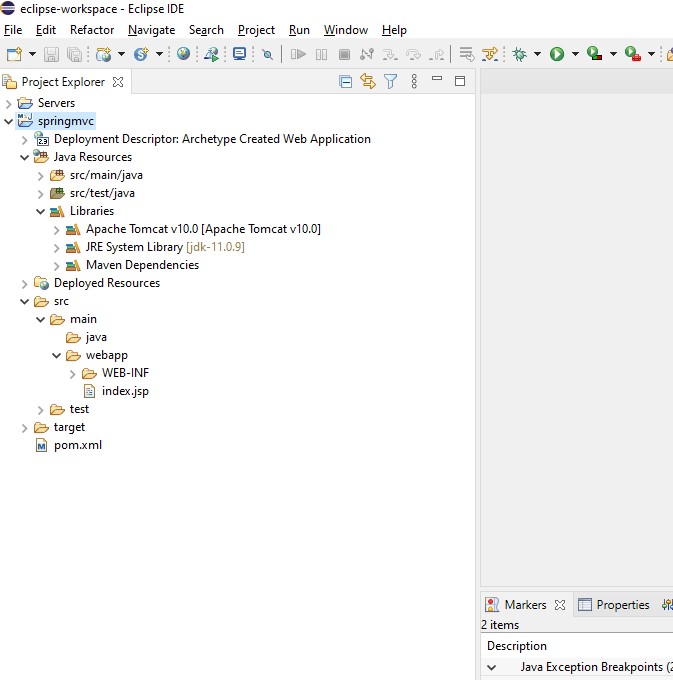 eclipse-workspace - Eclipse IDE
File Edit Refactor Navigate Search Project Run Window Help
Project Explorer
Servers
springmvc
Deployment Descriptor: Archetype Created Web Application
Java Resources
src/main/java
src/test/java
Libraries
Apache Tomcat v10.0 [Apache Tomcat v10.0]
JRE System Library [jdk-11.0.9]
Maven Dependencies
Deployed Resources
src
main
java
webapp
WEB-INF
index.jsp
test
target
pom.xml
Markers Properties
2 items
Description
Java Exception Breakpoints (2